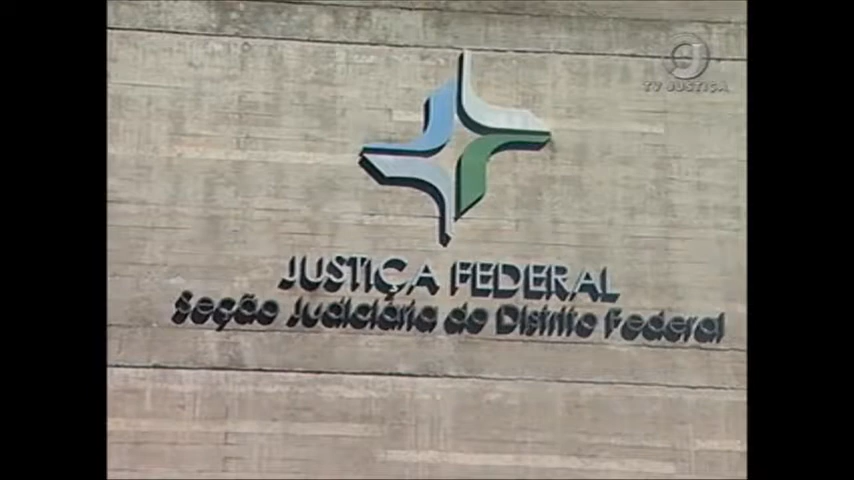 TV JUSTIÇA
JUSTIÇA FEDERAL
Seção Judiciária do Distrito Federal